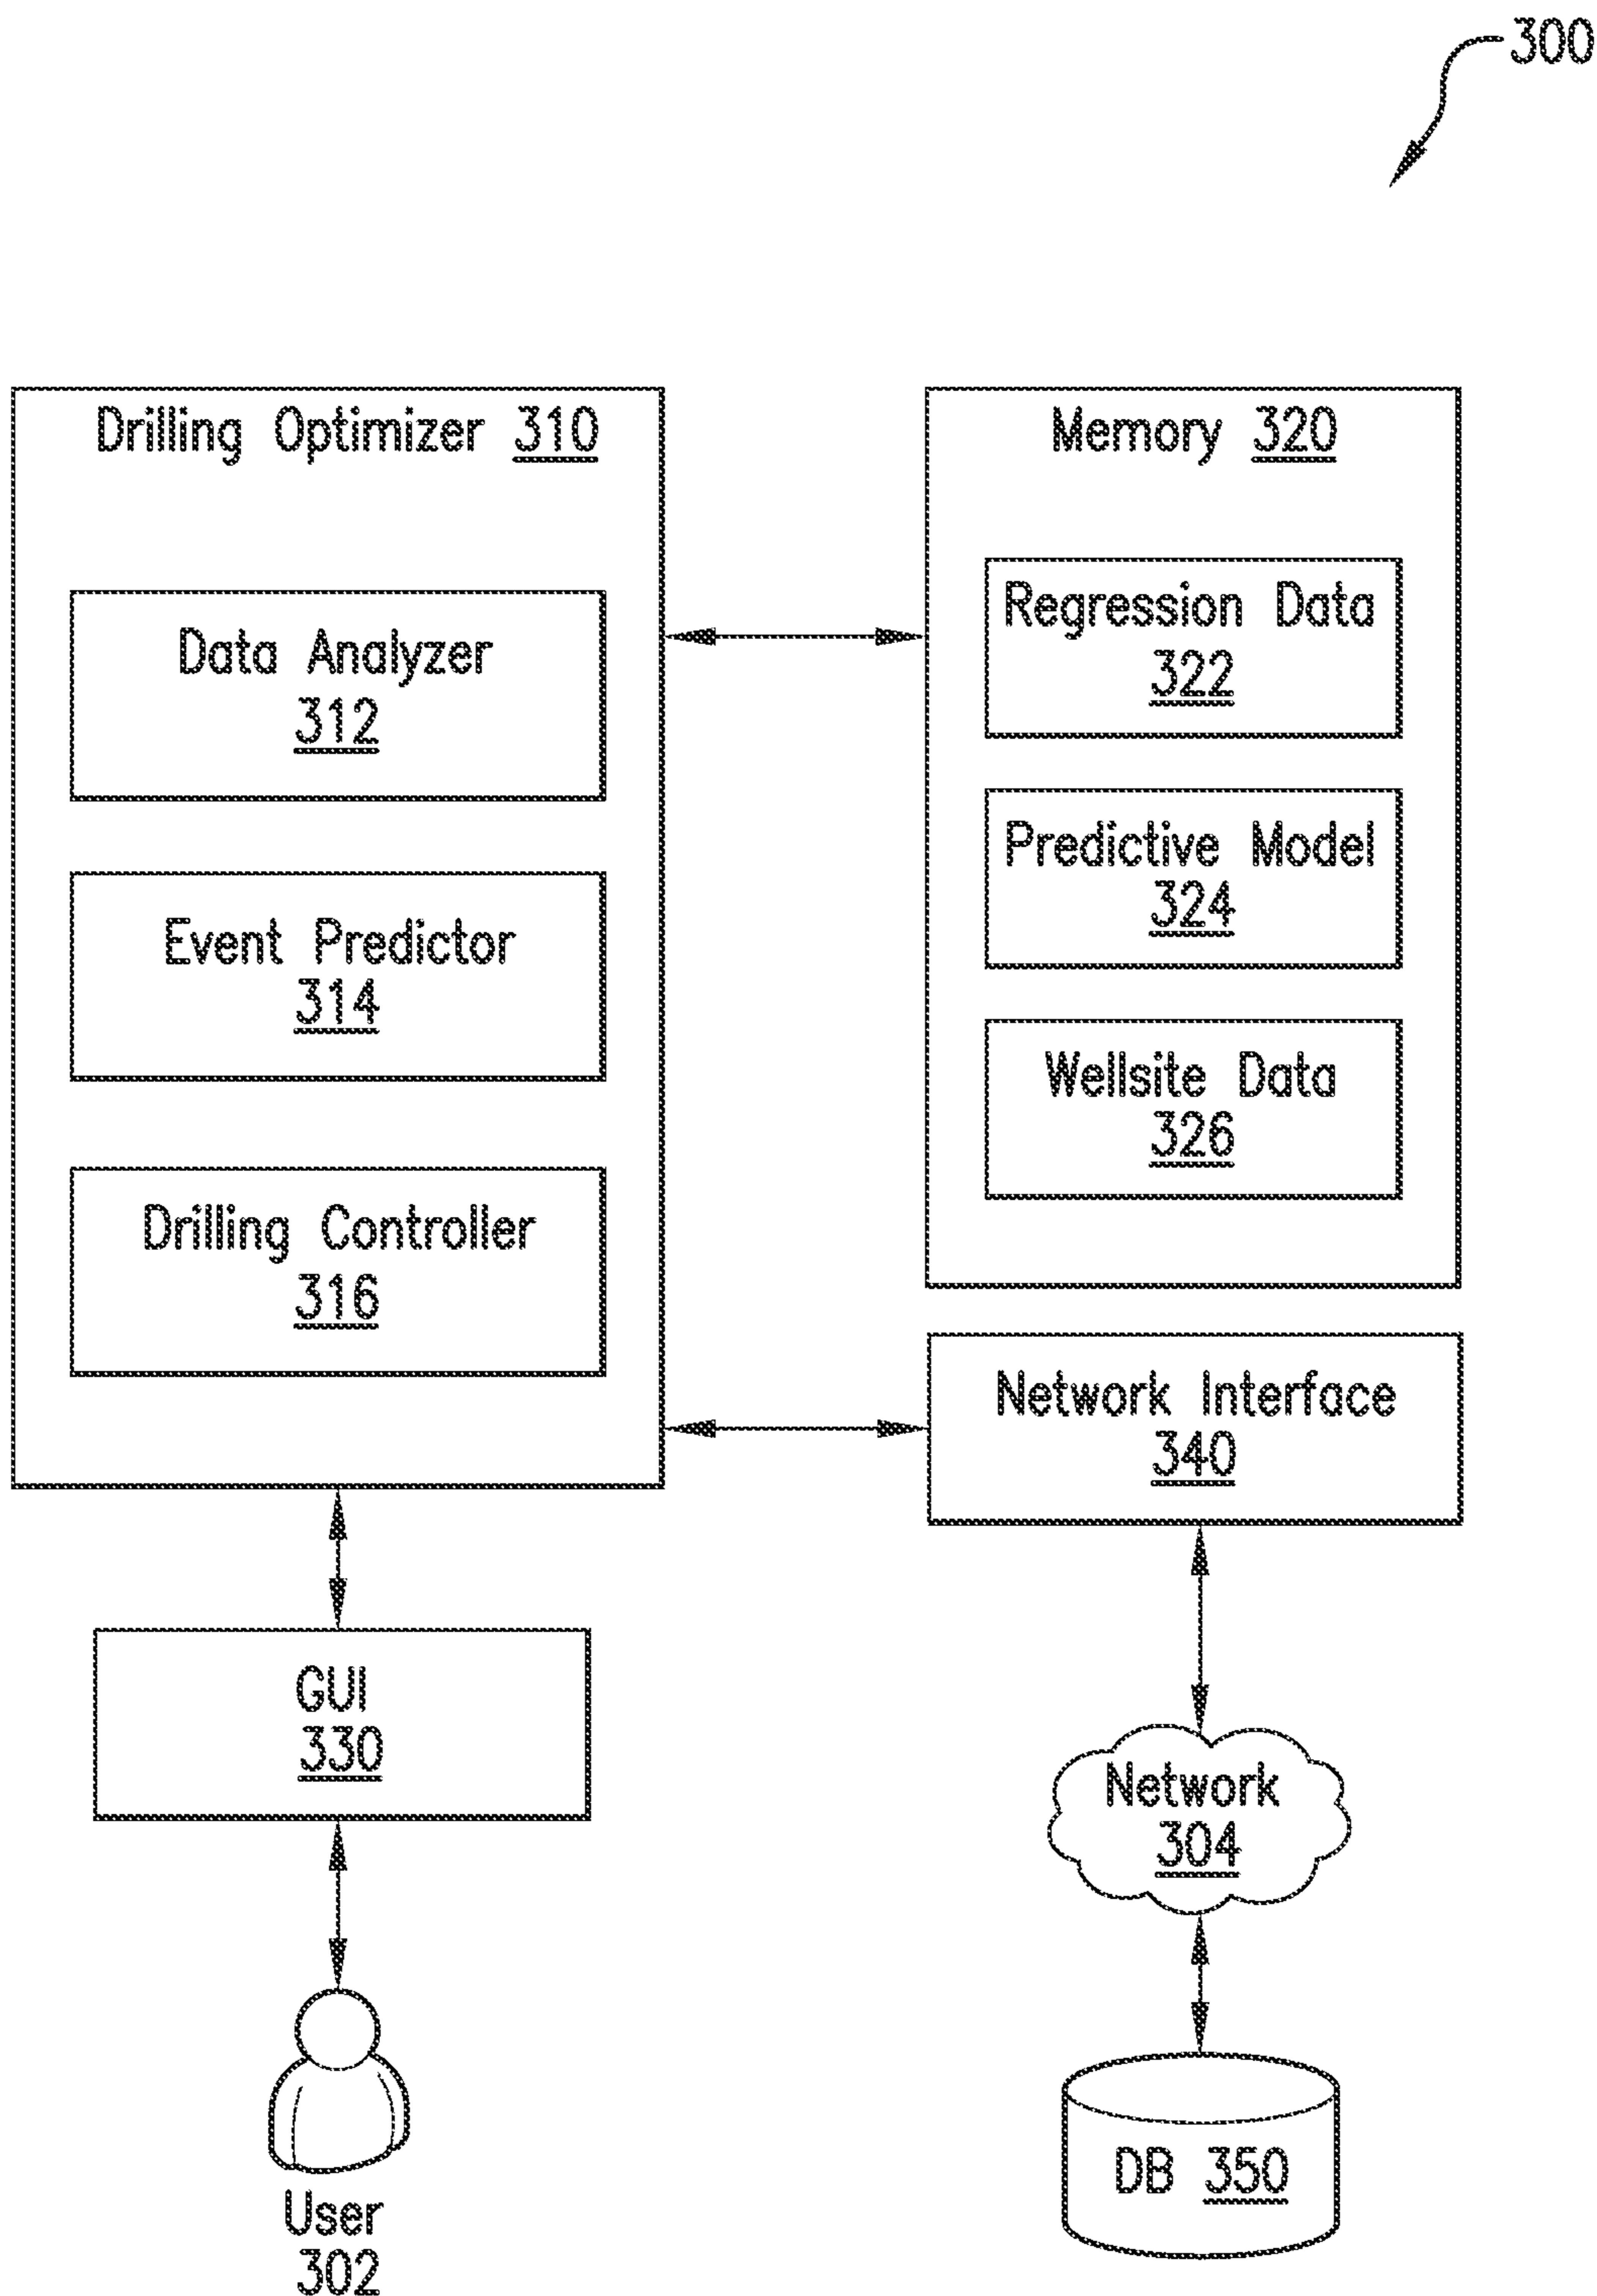 300
Drilling Optimizer 310
Data Analyzer
312
Event Predictor
314
Drilling Controller
316
Memory 320
Regression Data
322
Predictive Model
324
Wellsite Data
326
Network Interface
340
GUI
330
Network
304
User
302
DB 350